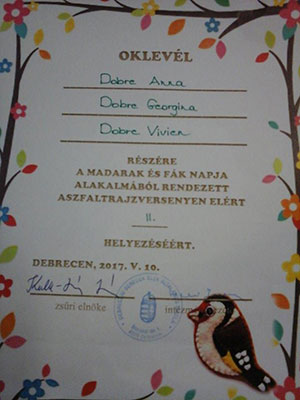 OKLEVÉL
Dobre Anna
Dobre Georgina
Dobre Vivien
RÉSZÉRE
A MADARAK ÉS FÁK NAPJA
ALAKALMÁBÓL RENDEZETT
ASZFALTRAJZVERSENYEN ELÉRT
II.
HELYEZÉSÉÉRT.
DEBRECEN, 2017. V. 10.
zsűri elnöke